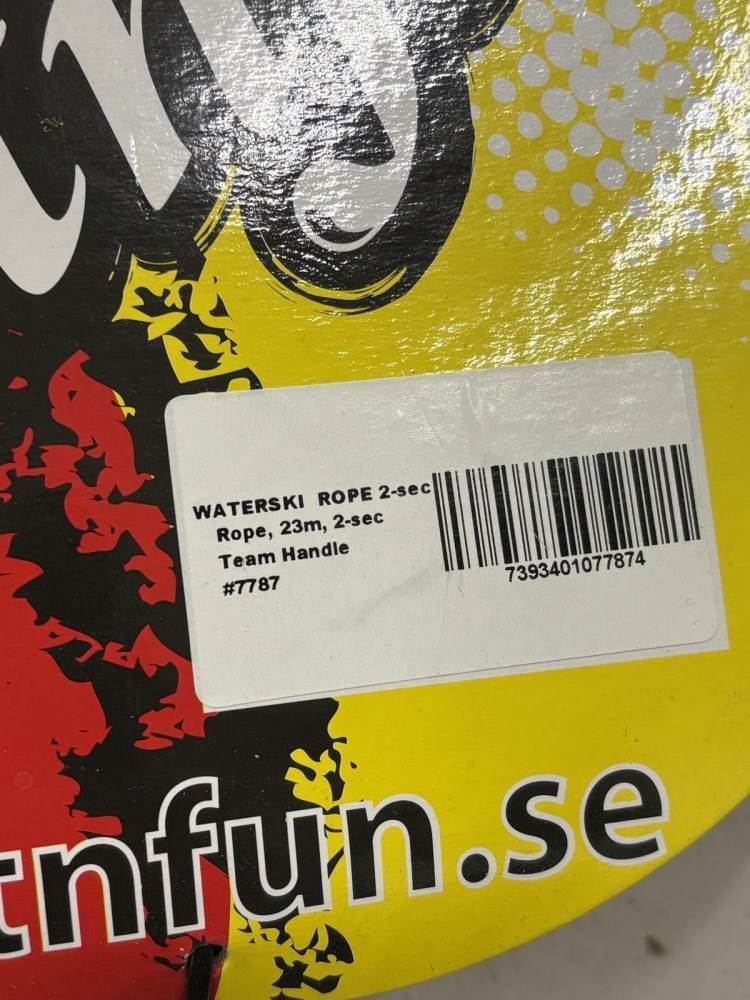 WATERSKI ROPE 2-sec
Rope, 23m, 2-sec
Team Handle
#7787
7393401077874
tnfun.se